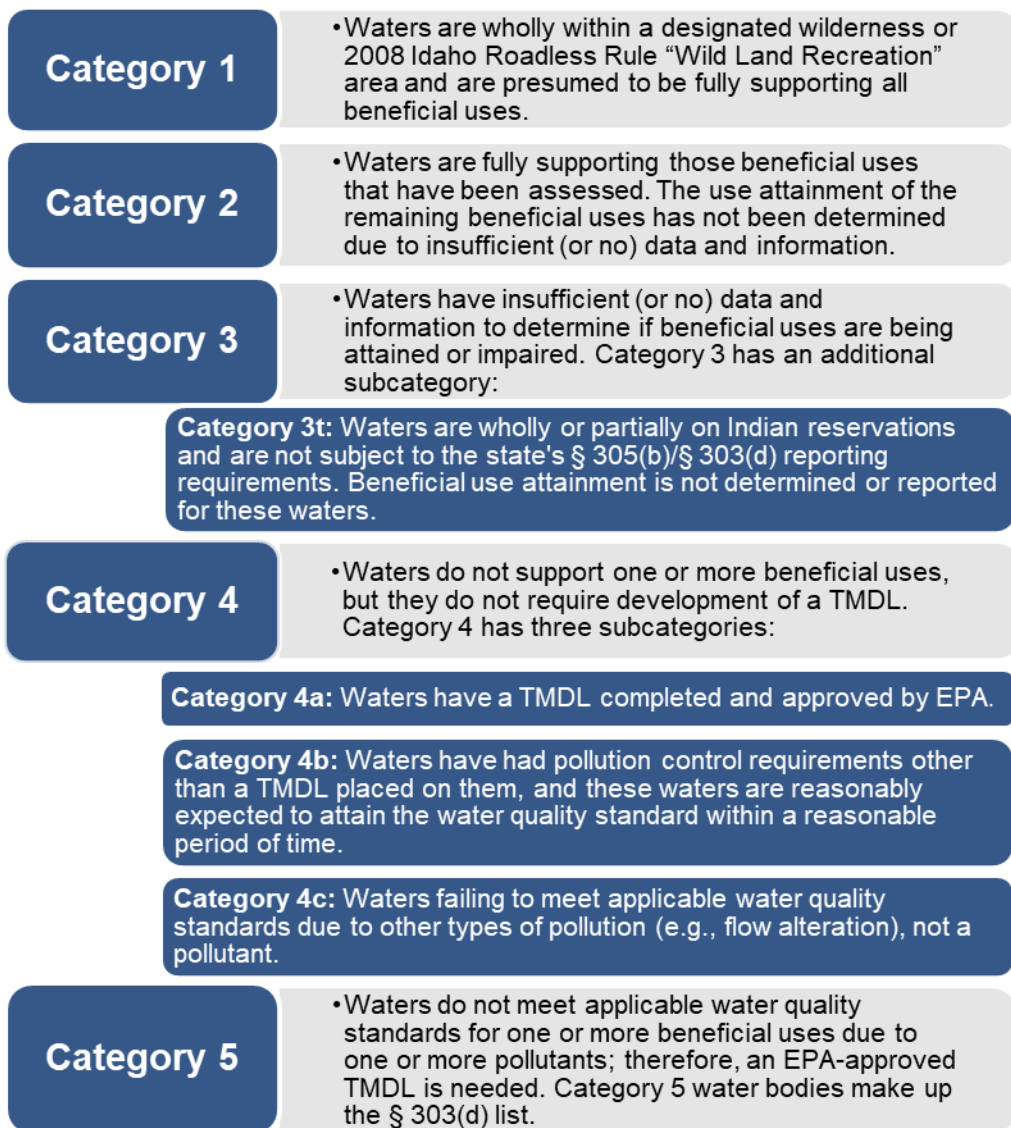 Category 1
•Waters are wholly within a designated wilderness or
2008 Idaho Roadless Rule “Wild Land Recreation”
area and are presumed to be fully supporting all
beneficial uses.
Category 2
•Waters are fully supporting those beneficial uses
that have been assessed. The use attainment of the
remaining beneficial uses has not been determined
due to insufficient (or no) data and information.
Category 3
•Waters have insufficient (or no) data and
information to determine if beneficial uses are being
attained or impaired. Category 3 has an additional
subcategory:
Category 3t: Waters are wholly or partially on Indian reservations
and are not subject to the state's § 305(b)/§ 303(d) reporting
requirements. Beneficial use attainment is not determined or reported
for these waters.
Category 4
•Waters do not support one or more beneficial uses,
but they do not require development of a TMDL.
Category 4 has three subcategories:
Category 4a: Waters have a TMDL completed and approved by EPA.
Category 4b: Waters have had pollution control requirements other
than a TMDL placed on them, and these waters are reasonably
expected to attain the water quality standard within a reasonable
period of time.
Category 4c: Waters failing to meet applicable water quality
standards due to other types of pollution (e.g., flow alteration), not a
pollutant.
Category 5
•Waters do not meet applicable water quality
standards for one or more beneficial uses due to
one or more pollutants; therefore, an EPA-approved
TMDL is needed. Category 5 water bodies make up
the § 303(d) list.